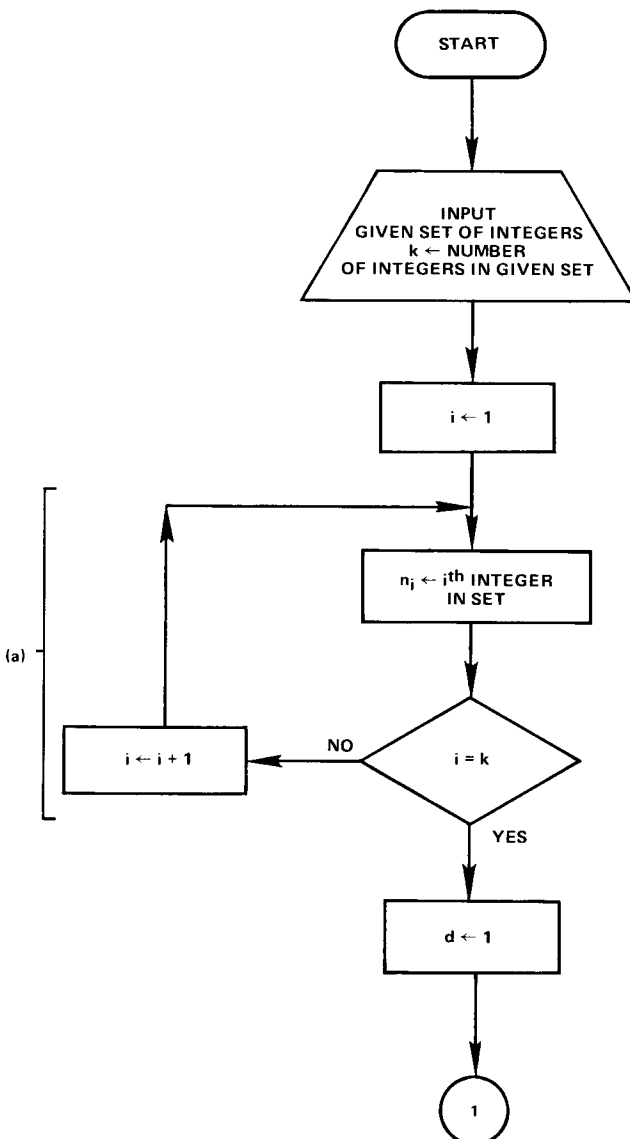 START
INPUT
GIVEN SET OF INTEGERS
k ← NUMBER
OF INTEGERS IN GIVEN SET
i ← 1
nᵢ ← iᵗʰ INTEGER
IN SET
(a)
i ← i + 1
NO
i = k
YES
d ← 1
1